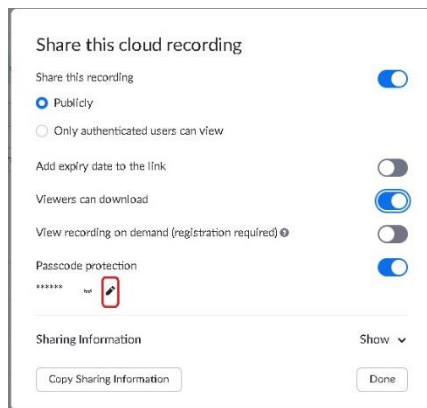 Share this cloud recording
Share this recording
Publicly
Only authenticated users can view
Add expiry date to the link
Viewers can download
View recording on demand (registration required)
Passcode protection
******
Sharing Information Show
Copy Sharing Information Done